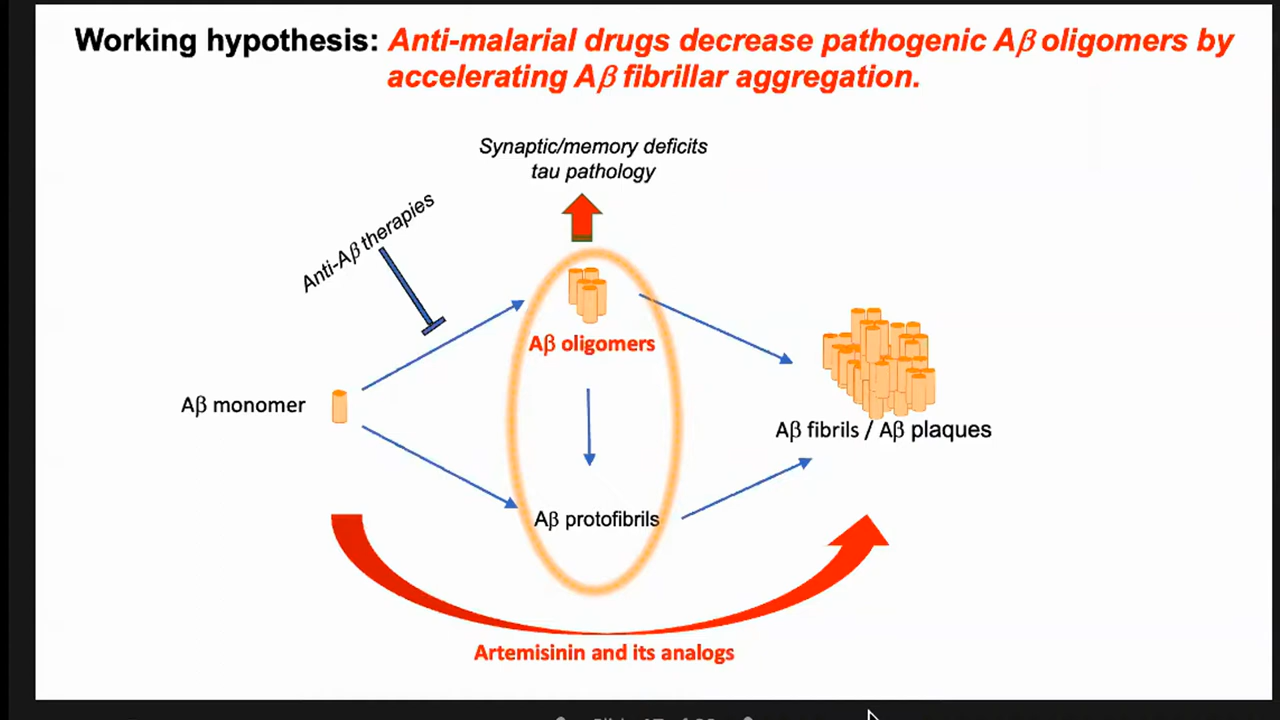 Working hypothesis: Anti-malarial drugs decrease pathogenic Aβ oligomers by
accelerating Aβ fibrillar aggregation.
Synaptic/memory deficits
tau pathology
Anti-Aβ therapies
Aβ oligomers
Aβ monomer
Aβ fibrils / Aβ plaques
Aβ protofibrils
Artemisinin and its analogs